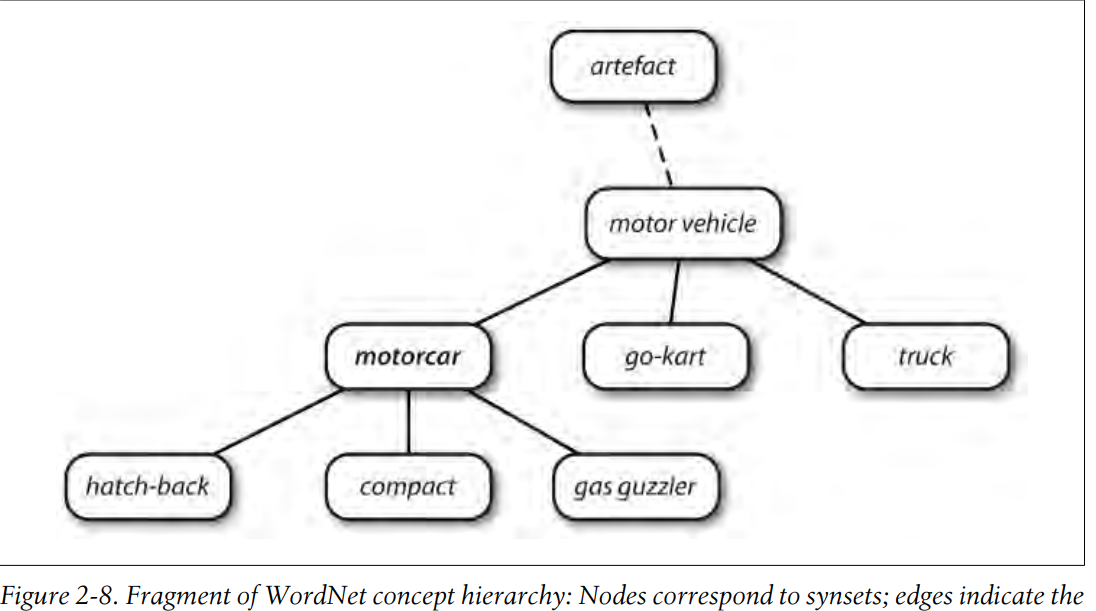 artefact
motor vehicle
motorcar
go-kart
truck
hatch-back
compact
gas guzzler
Figure 2-8. Fragment of WordNet concept hierarchy: Nodes correspond to synsets; edges indicate the